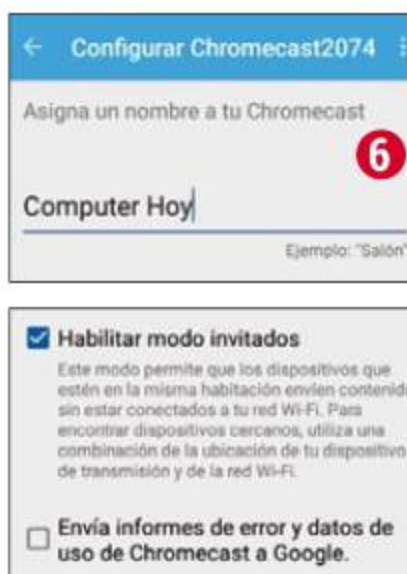 Configurar Chromecast2074
Asigna un nombre a tu Chromecast
6
Computer Hoy
Ejemplo: "Salón"
Habilitar modo invitados
Este modo permite que los dispositivos que
estén en la misma habitación envíen contenido
sin estar conectados a tu red Wi-Fi. Para
encontrar dispositivos cercanos, utiliza una
combinación de la ubicación de tu dispositivo
de transmisión y de la red Wi-Fi.
Envía informes de error y datos de
uso de Chromecast a Google.